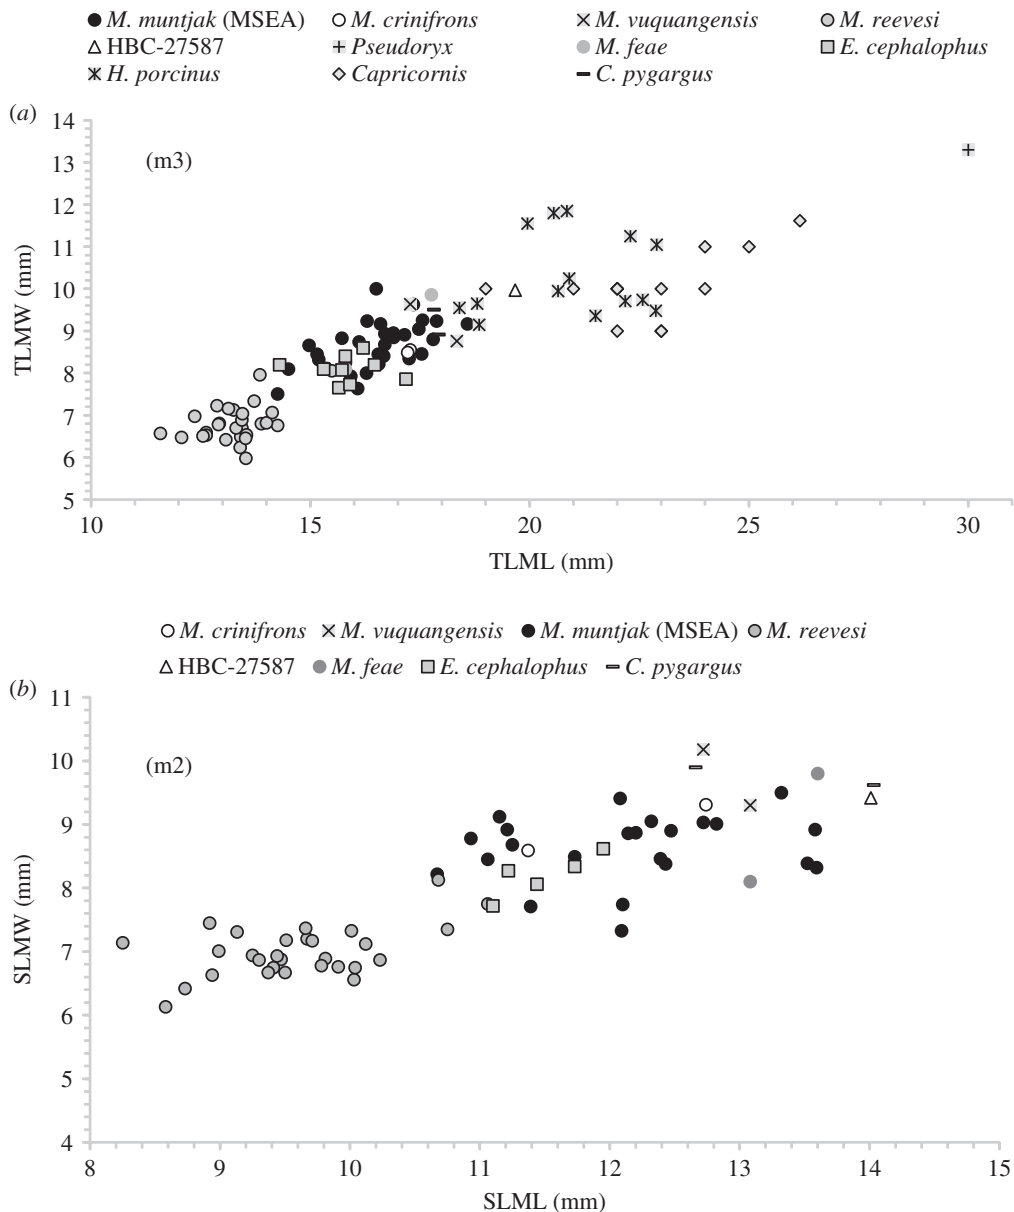 M. muntjak (MSEA) M. crinifrons M. vuquangensis M. reevesi
HBC-27587 Pseudoryx M. feae E. cephalophus
H. porcinus Capricornis C. pygargus
(a)
14
(m3)
13
12
11
10
9
8
7
6
5
TLMW (mm)
10 15 20 25 30
TLML (mm)
M. crinifrons M. vuquangensis M. muntjak (MSEA) M. reevesi
HBC-27587 M. feae E. cephalophus C. pygargus
(b)
11
(m2)
10
9
8
7
6
5
4
SLMW (mm)
8 9 10 11 12 13 14 15
SLML (mm)